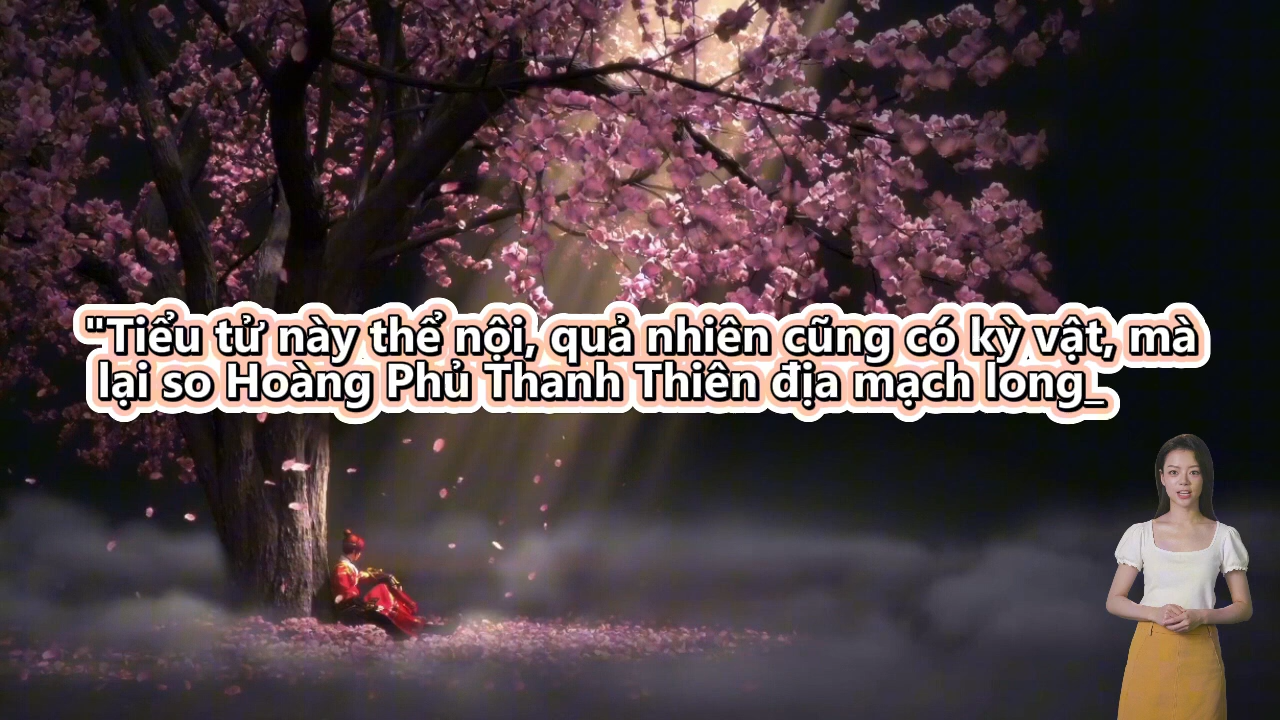 "Tiểu tử này thể nội, quả nhiên cũng có kỳ vật, mà
lại so Hoàng Phủ Thanh Thiên địa mạch long_